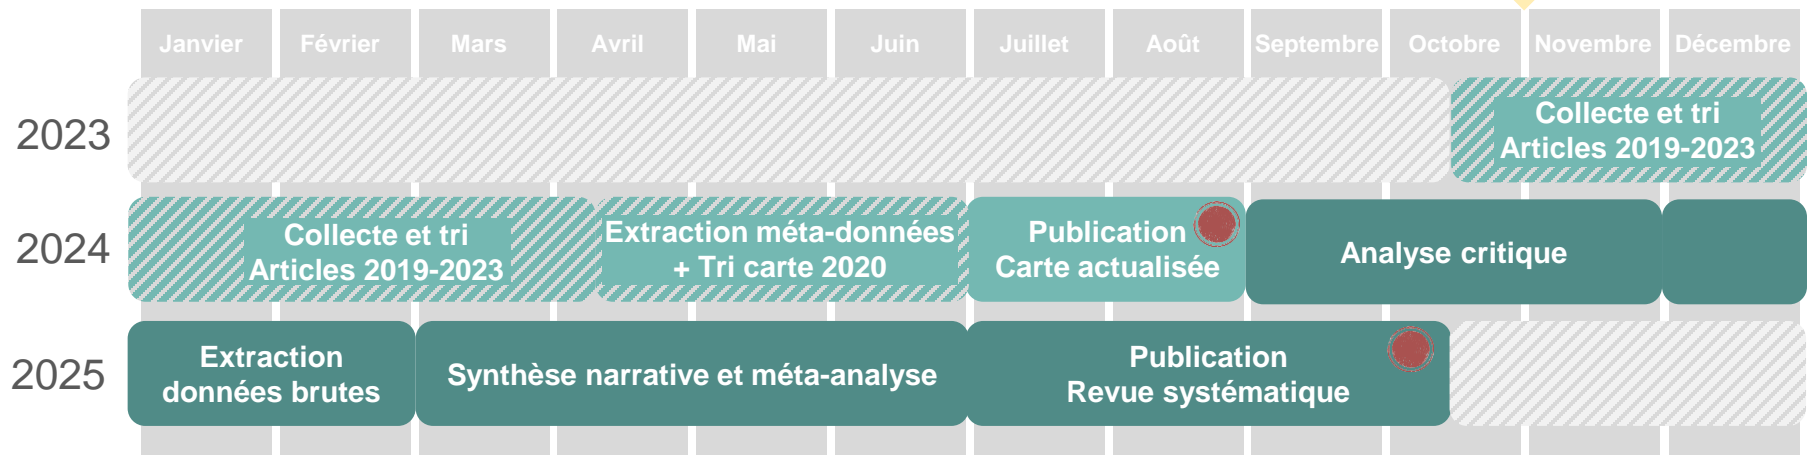 Janvier Février Mars Avril Mai Juin Juillet Août Septembre Octobre Novembre Décembre
2023
Collecte et tri
Articles 2019-2023
2024
Collecte et tri
Articles 2019-2023
Extraction méta-données
+ Tri carte 2020
Publication
Carte actualisée
Analyse critique
2025
Extraction
données brutes
Synthèse narrative et méta-analyse
Publication
Revue systématique